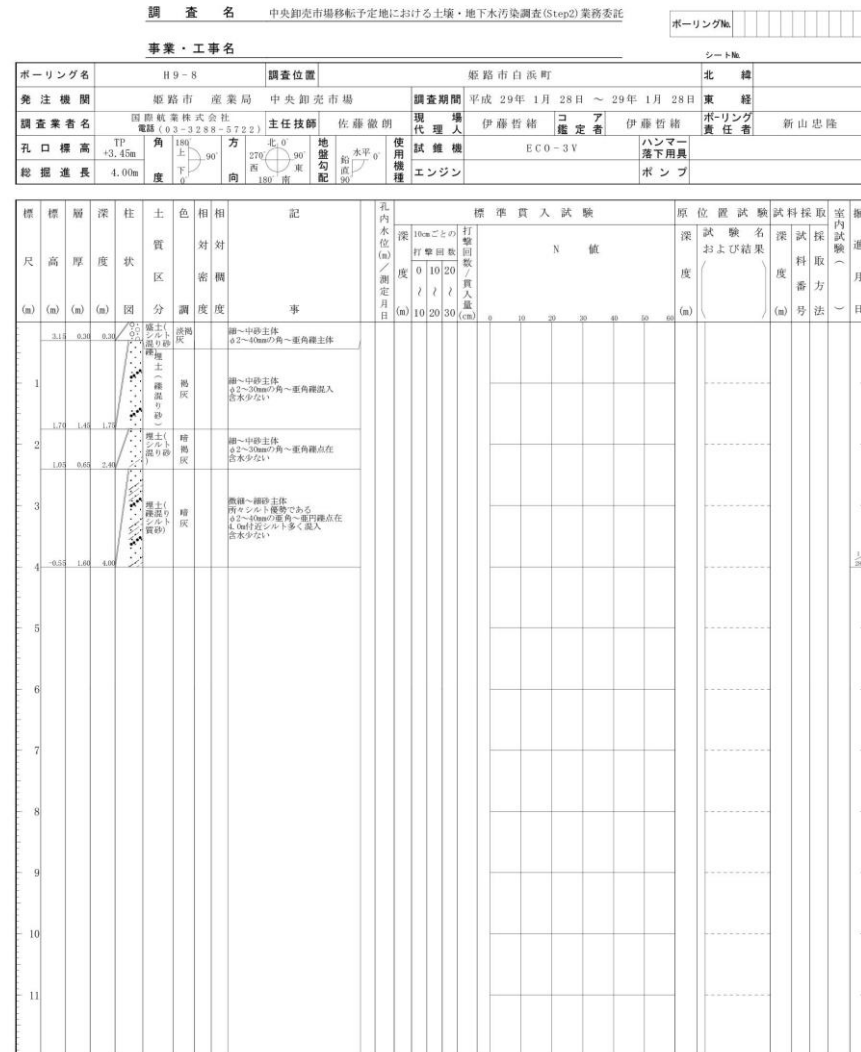 調 査 名 中央卸売市場移転予定地における土壌・地下水汚染調査(Step2)業務委託
ボーリングNo.
事業・工事名
シートNo.
ボーリング名 H9-8 調査位置 姫路市白浜町 北緯
発注機関 姫路市 産業局 中央卸売市場 調査期間 平成 29年 1月 28日 ～ 29年 1月 28日 東経
調査業者名 国際航業株式会社 電話(03-3288-5722) 主任技師 佐藤徹朗 現場代理人 伊藤哲緒 コア鑑定者 伊藤哲緒 ボーリング責任者 新山忠隆
孔口標高 TP +3.45m 角度 180° 上 90° 下 0° 方向 北 0° 270° 西 90° 東 180° 南 地盤勾配 水平 0° 鉛直 90° 使用機種 試錐機 ECO-3V ハンマー落下用具
総掘進長 4.00m エンジン ポンプ
標尺(m) 標高(m) 層厚(m) 深度(m) 柱状図 土質区分 色調 相対密度 相対稠度 記事 孔内水位(m)/測定月日 標準貫入試験 原位置試験 試料採取 室内試験( ) 掘進月日
深度(m) 10cmごとの打撃回数 0～10 10～20 20～30 打撃回数/貫入量(cm) N値 深度(m) 試験名および結果( ) 深度(m) 試料番号 採取方法
0 10 20 30 40 50 60
3.15 0.30 0.30 盛土(シルト混り砂礫) 淡褐灰 細～中砂主体
φ2～40mmの角～亜角礫主体
1
1.70 1.45 1.75 埋土(礫混り砂) 褐灰 細～中砂主体
φ2～30mmの角～亜角礫混入
含水少ない
2
1.05 0.65 2.40 埋土(シルト混り砂) 暗褐灰 細～中砂主体
φ2～30mmの角～亜角礫点在
含水少ない
3
埋土(礫混りシルト質砂) 暗灰 微細～細砂主体
所々シルト優勢である
φ2～40mmの亜角～亜円礫点在
4.0m付近シルト多く混入
含水少ない
4 -0.55 1.60 4.00
5
6
7
8
9
10
11